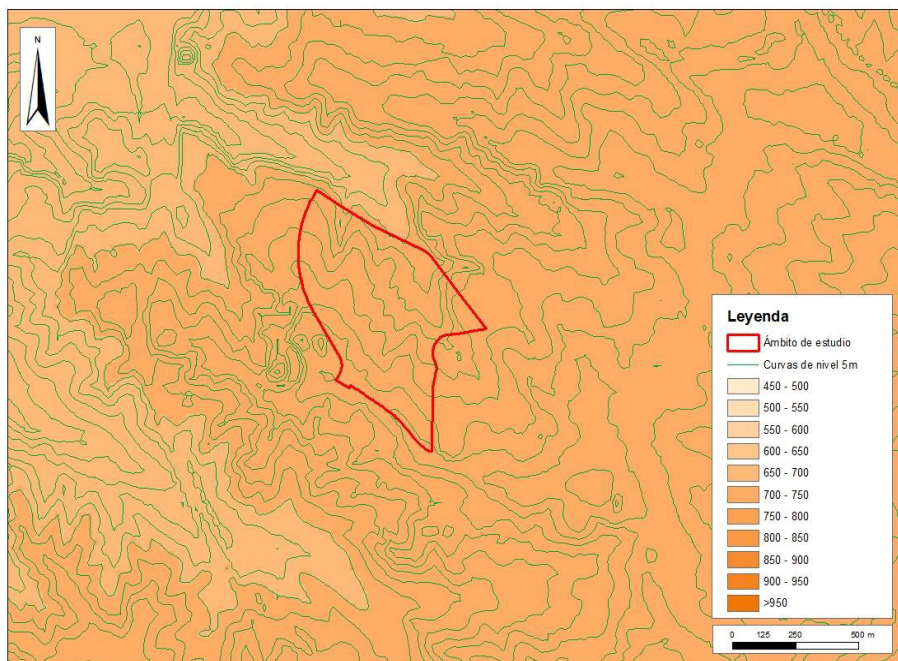 N
Leyenda
Ámbito de estudio
Curvas de nivel 5m
450 - 500
500 - 550
550 - 600
600 - 650
650 - 700
700 - 750
750 - 800
800 - 850
850 - 900
900 - 950
>950
0 125 250 500 m